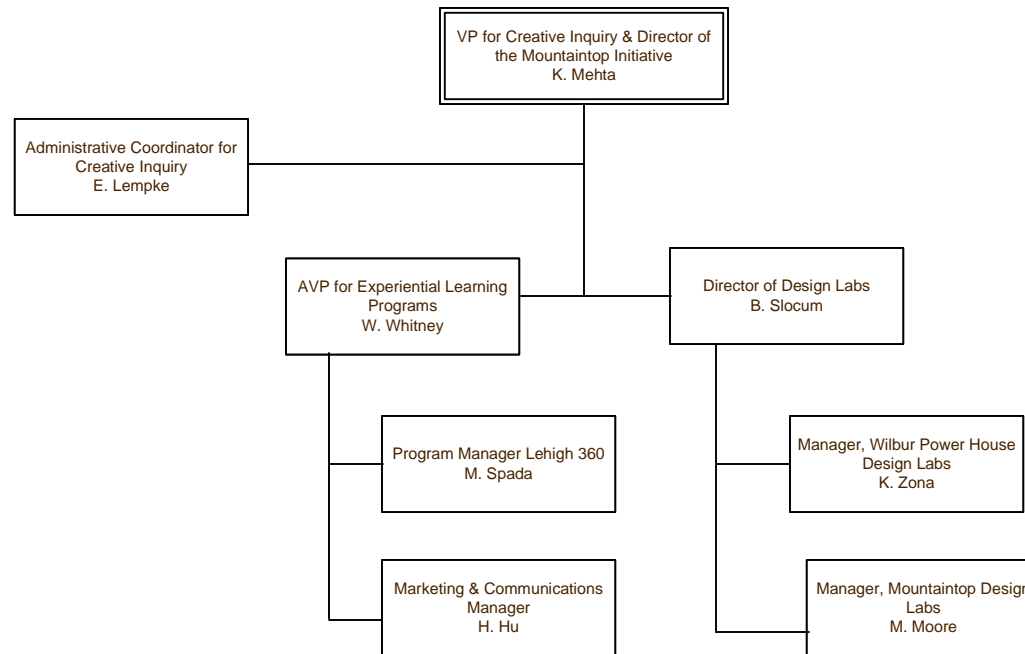 VP for Creative Inquiry & Director of
the Mountaintop Initiative
K. Mehta
Administrative Coordinator for
Creative Inquiry
E. Lempke
AVP for Experiential Learning
Programs
W. Whitney
Director of Design Labs
B. Slocum
Program Manager Lehigh 360
M. Spada
Manager, Wilbur Power House
Design Labs
K. Zona
Marketing & Communications
Manager
H. Hu
Manager, Mountaintop Design
Labs
M. Moore